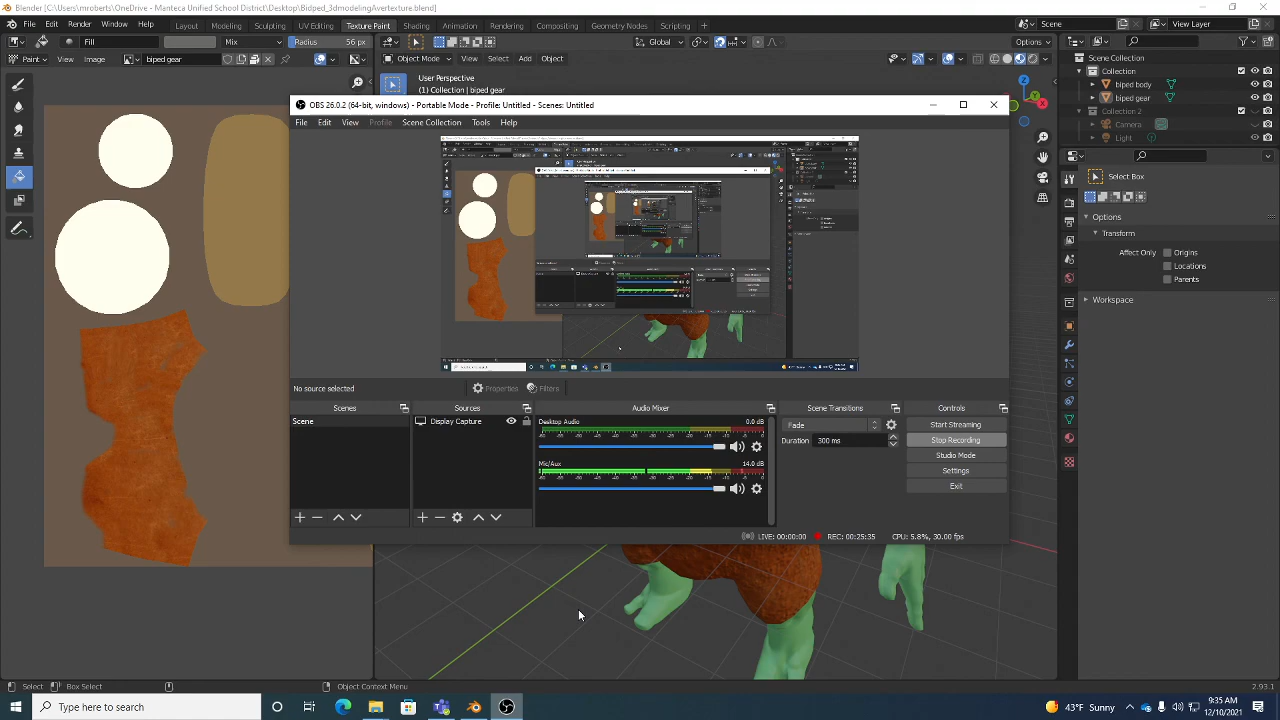 Blender [C:\Users\mroberts\OneDrive - Manteca Unified School District\Desktop\Bidped_3dmodelingAvertexture.blend]
File Edit Render Window Help Layout Modeling Sculpting UV Editing Texture Paint Shading Animation Rendering Compositing Geometry Nodes Scripting + Scene View Layer
Fill Mix Radius 56 px Global Options
Paint View Image biped gear Object Mode View Select Add Object
User Perspective
(1) Collection | biped gear
Scene Collection
Collection
biped body
biped gear
Collection 2
Camera
Light
Select Box
Options
Transform
Affect Only Origins
Locations
Parents
Workspace
OBS 26.0.2 (64-bit, windows) - Portable Mode - Profile: Untitled - Scenes: Untitled
File Edit View Profile Scene Collection Tools Help
No source selected Properties Filters
Scenes Sources Audio Mixer Scene Transitions Controls
Scene Display Capture Desktop Audio 0.0 dB Fade Start Streaming
Duration 300 ms Stop Recording
Studio Mode
Mic/Aux 14.0 dB Settings
Exit
LIVE: 00:00:00 REC: 00:25:35 CPU: 5.8%, 30.00 fps
Select Box Select Object Context Menu 2.93.1
Type here to search 43°F Sunny 9:35 AM
12/10/2021